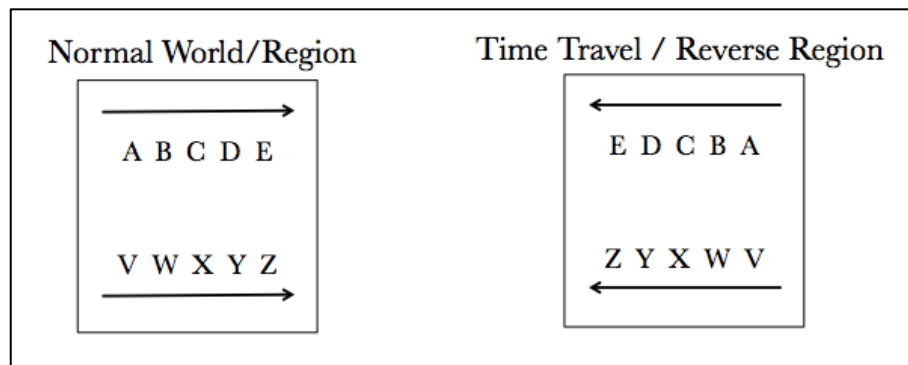 Normal World/Region
A B C D E
V W X Y Z
Time Travel / Reverse Region
E D C B A
Z Y X W V